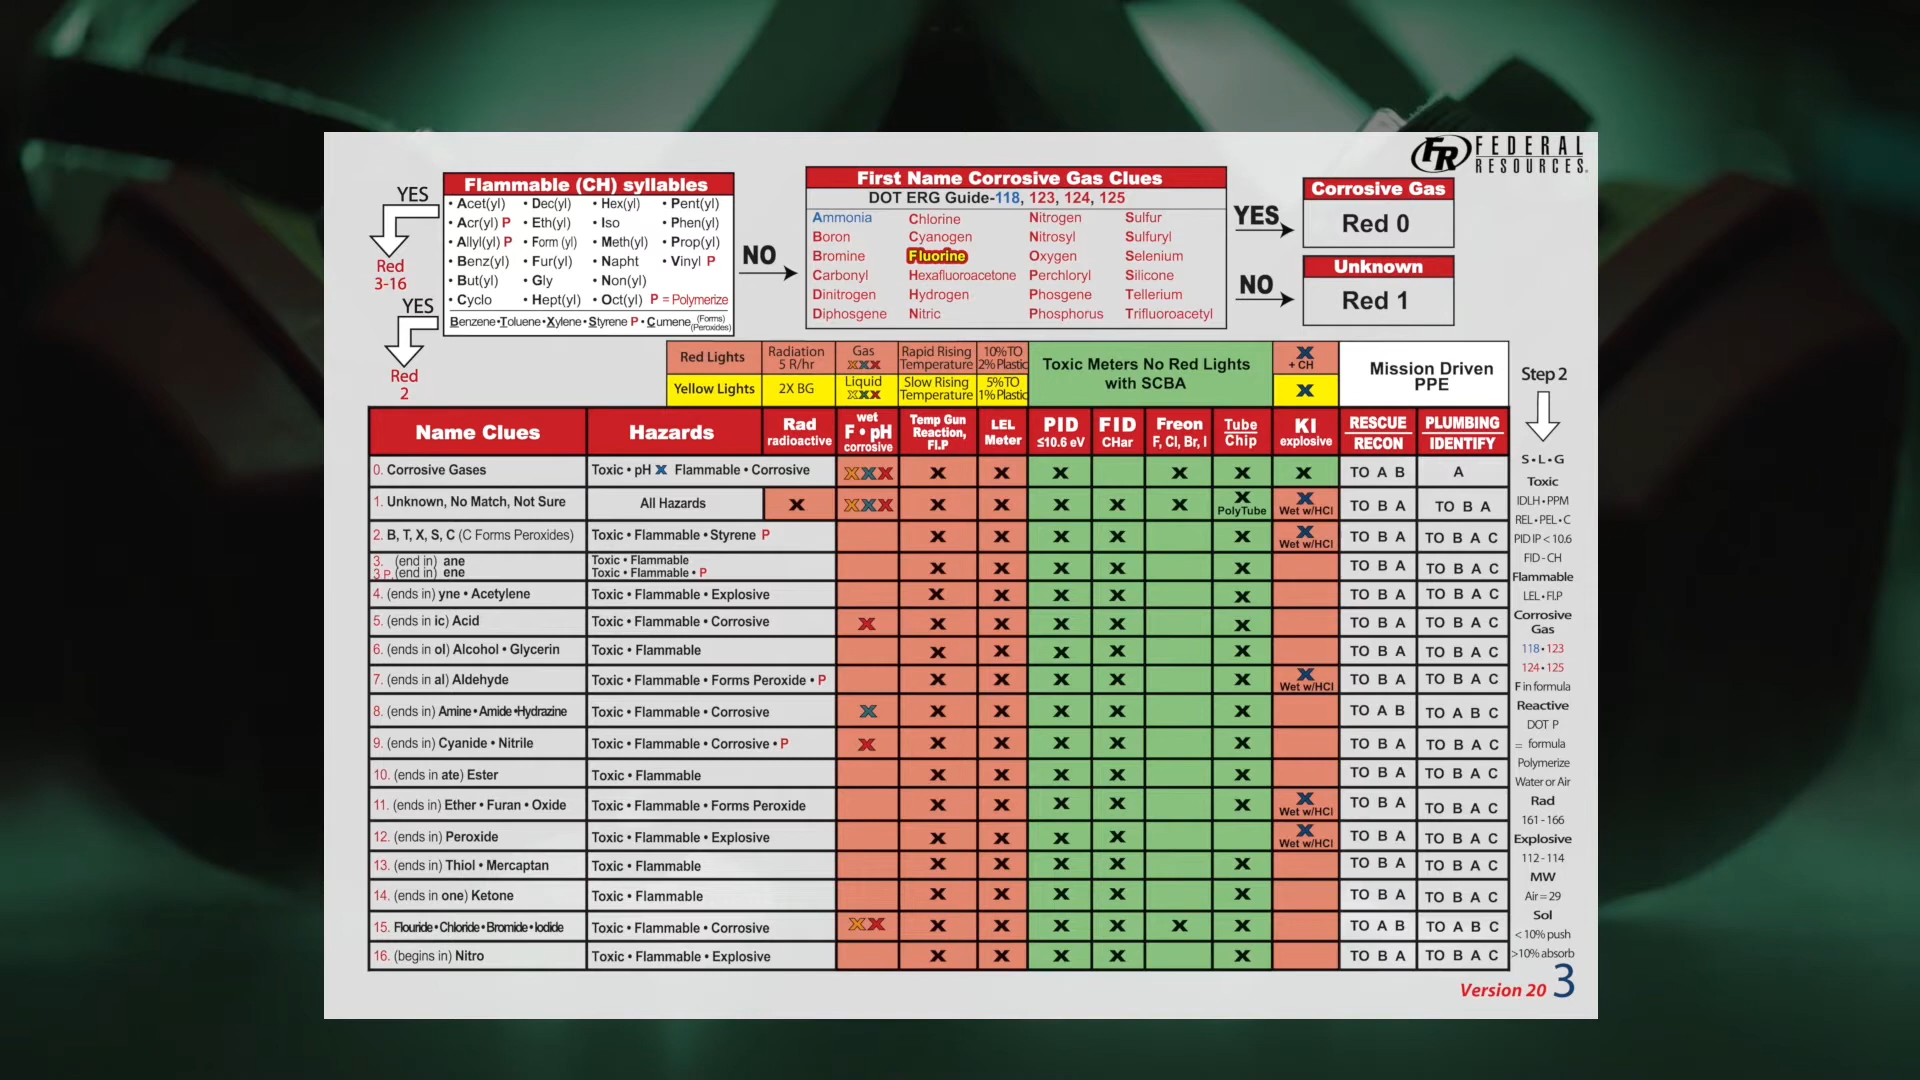 FR FEDERAL
RESOURCES.
YES
Red
3-16
YES
Red
2
Flammable (CH) syllables
• Acet(yl) • Dec(yl) • Hex(yl) • Pent(yl)
• Acr(yl) P • Eth(yl) • Iso • Phen(yl)
• Allyl(yl) P • Form (yl) • Meth(yl) • Prop(yl)
• Benz(yl) • Fur(yl) • Napht • Vinyl P
• But(yl) • Gly • Non(yl)
• Cyclo • Hept(yl) • Oct(yl) P = Polymerize
Benzene•Toluene•Xylene•Styrene P • Cumene (Forms) (Peroxides)
NO
First Name Corrosive Gas Clues
DOT ERG Guide-118, 123, 124, 125
Ammonia Chlorine Nitrogen Sulfur
Boron Cyanogen Nitrosyl Sulfuryl
Bromine Fluorine Oxygen Selenium
Carbonyl Hexafluoroacetone Perchloryl Silicone
Dinitrogen Hydrogen Phosgene Tellerium
Diphosgene Nitric Phosphorus Trifluoroacetyl
YES
NO
Corrosive Gas
Red 0
Unknown
Red 1
Red Lights Radiation 5 R/hr Gas XXX Rapid Rising Temperature 10%TO 2% Plastic Toxic Meters No Red Lights with SCBA X + CH Mission Driven PPE
Yellow Lights 2X BG Liquid XXX Slow Rising Temperature 5%TO 1% Plastic X
Name Clues Hazards Rad radioactive wet F • pH corrosive Temp Gun Reaction, Fl.P LEL Meter PID ≤10.6 eV FID CHar Freon F, Cl, Br, I Tube Chip KI explosive RESCUE RECON PLUMBING IDENTIFY
0. Corrosive Gases Toxic • pH X Flammable • Corrosive XXX X X X X X X TO A B A
1. Unknown, No Match, Not Sure All Hazards X XXX X X X X X X PolyTube X Wet w/HCl TO B A TO B A
2. B, T, X, S, C (C Forms Peroxides) Toxic • Flammable • Styrene P X X X X X X Wet w/HCl TO B A TO B A C
3. (end in) ane Toxic • Flammable
3 P. (end in) ene Toxic • Flammable • P X X X X X TO B A TO B A C
4. (ends in) yne • Acetylene Toxic • Flammable • Explosive X X X X X TO B A TO B A C
5. (ends in ic) Acid Toxic • Flammable • Corrosive X X X X X X TO B A TO B A C
6. (ends in ol) Alcohol • Glycerin Toxic • Flammable X X X X X TO B A TO B A C
7. (ends in al) Aldehyde Toxic • Flammable • Forms Peroxide • P X X X X X X Wet w/HCl TO B A TO B A C
8. (ends in) Amine • Amide •Hydrazine Toxic • Flammable • Corrosive X X X X X X TO A B TO A B C
9. (ends in) Cyanide • Nitrile Toxic • Flammable • Corrosive • P X X X X X X TO B A TO B A C
10. (ends in ate) Ester Toxic • Flammable X X X X X TO B A TO B A C
11. (ends in) Ether • Furan • Oxide Toxic • Flammable • Forms Peroxide X X X X X X Wet w/HCl TO B A TO B A C
12. (ends in) Peroxide Toxic • Flammable • Explosive X X X X X Wet w/HCl TO B A TO B A C
13. (ends in) Thiol • Mercaptan Toxic • Flammable X X X X X TO B A TO B A C
14. (ends in one) Ketone Toxic • Flammable X X X X X TO B A TO B A C
15. Flouride•Chloride•Bromide•Iodide Toxic • Flammable • Corrosive XX X X X X X X TO A B TO A B C
16. (begins in) Nitro Toxic • Flammable • Explosive X X X X X TO B A TO B A C
Step 2
S • L • G
Toxic
IDLH • PPM
REL • PEL • C
PID IP < 10.6
FID - CH
Flammable
LEL • Fl.P
Corrosive
Gas
118 • 123
124 • 125
F in formula
Reactive
DOT P
= formula
Polymerize
Water or Air
Rad
161 - 166
Explosive
112 - 114
MW
Air = 29
Sol
< 10% push
>10% absorb
Version 20 3